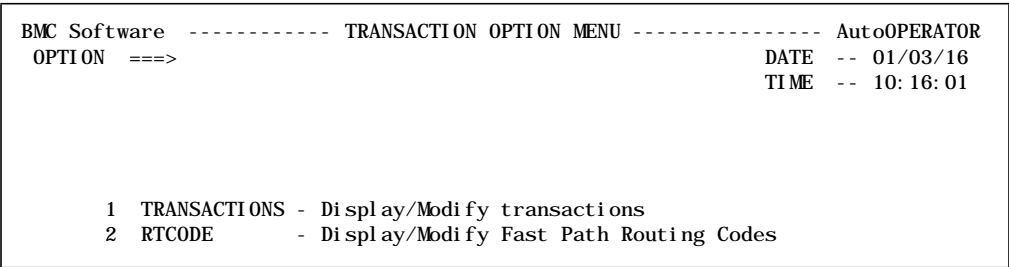 BMC Software ------------ TRANSACTION OPTION MENU ---------------- AutoOPERATOR
OPTION ===> DATE -- 01/03/16
TIME -- 10:16:01
1 TRANSACTIONS - Display/Modify transactions
2 RTCODE - Display/Modify Fast Path Routing Codes